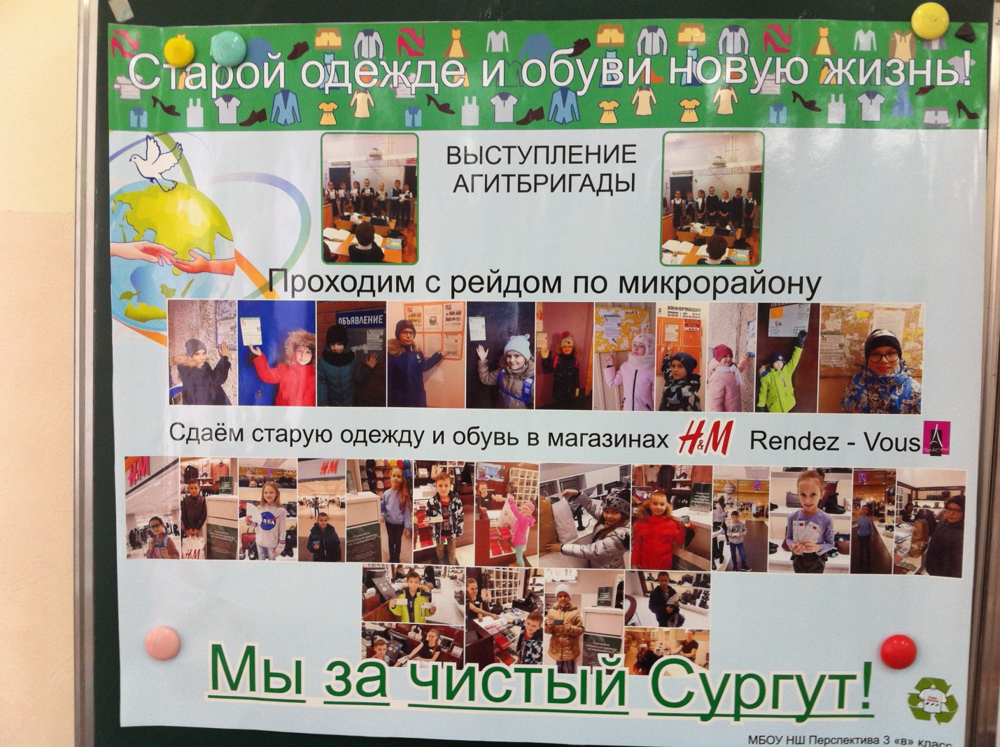 Старой одежде и обуви новую жизнь!
ВЫСТУПЛЕНИЕ
АГИТБРИГАДЫ
Проходим с рейдом по микрорайону
ОБЪЯВЛЕНИЕ
ИНФОРМАЦИЯ
Сдаём старую одежду и обувь в магазинах H&M Rendez - Vous
H&M
H&M
NASA
H&M
Мы за чистый Сургут!
МБОУ НШ Перспектива 3 «в» класс